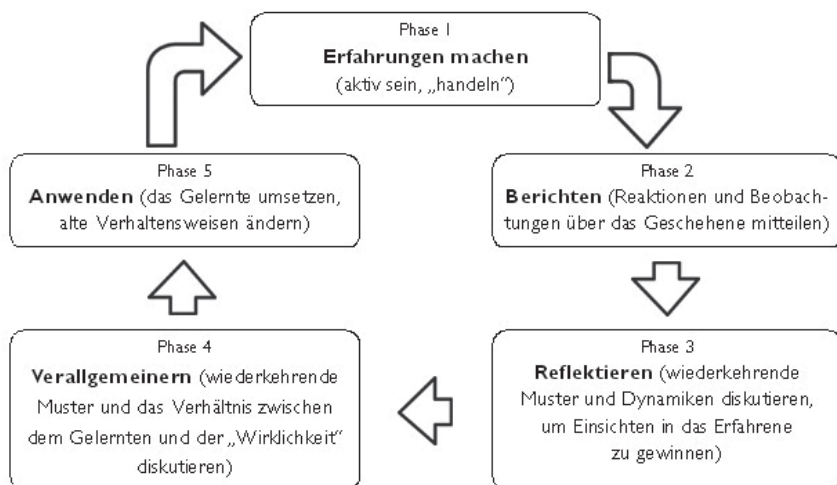 Phase 1
Erfahrungen machen
(aktiv sein, „handeln“)
Phase 2
Berichten (Reaktionen und Beobach-
tungen über das Geschehene mitteilen)
Phase 3
Reflektieren (wiederkehrende
Muster und Dynamiken diskutieren,
um Einsichten in das Erfahrene
zu gewinnen)
Phase 4
Verallgemeinern (wiederkehrende
Muster und das Verhältnis zwischen
dem Gelernten und der „Wirklichkeit“
diskutieren)
Phase 5
Anwenden (das Gelernte umsetzen,
alte Verhaltensweisen ändern)